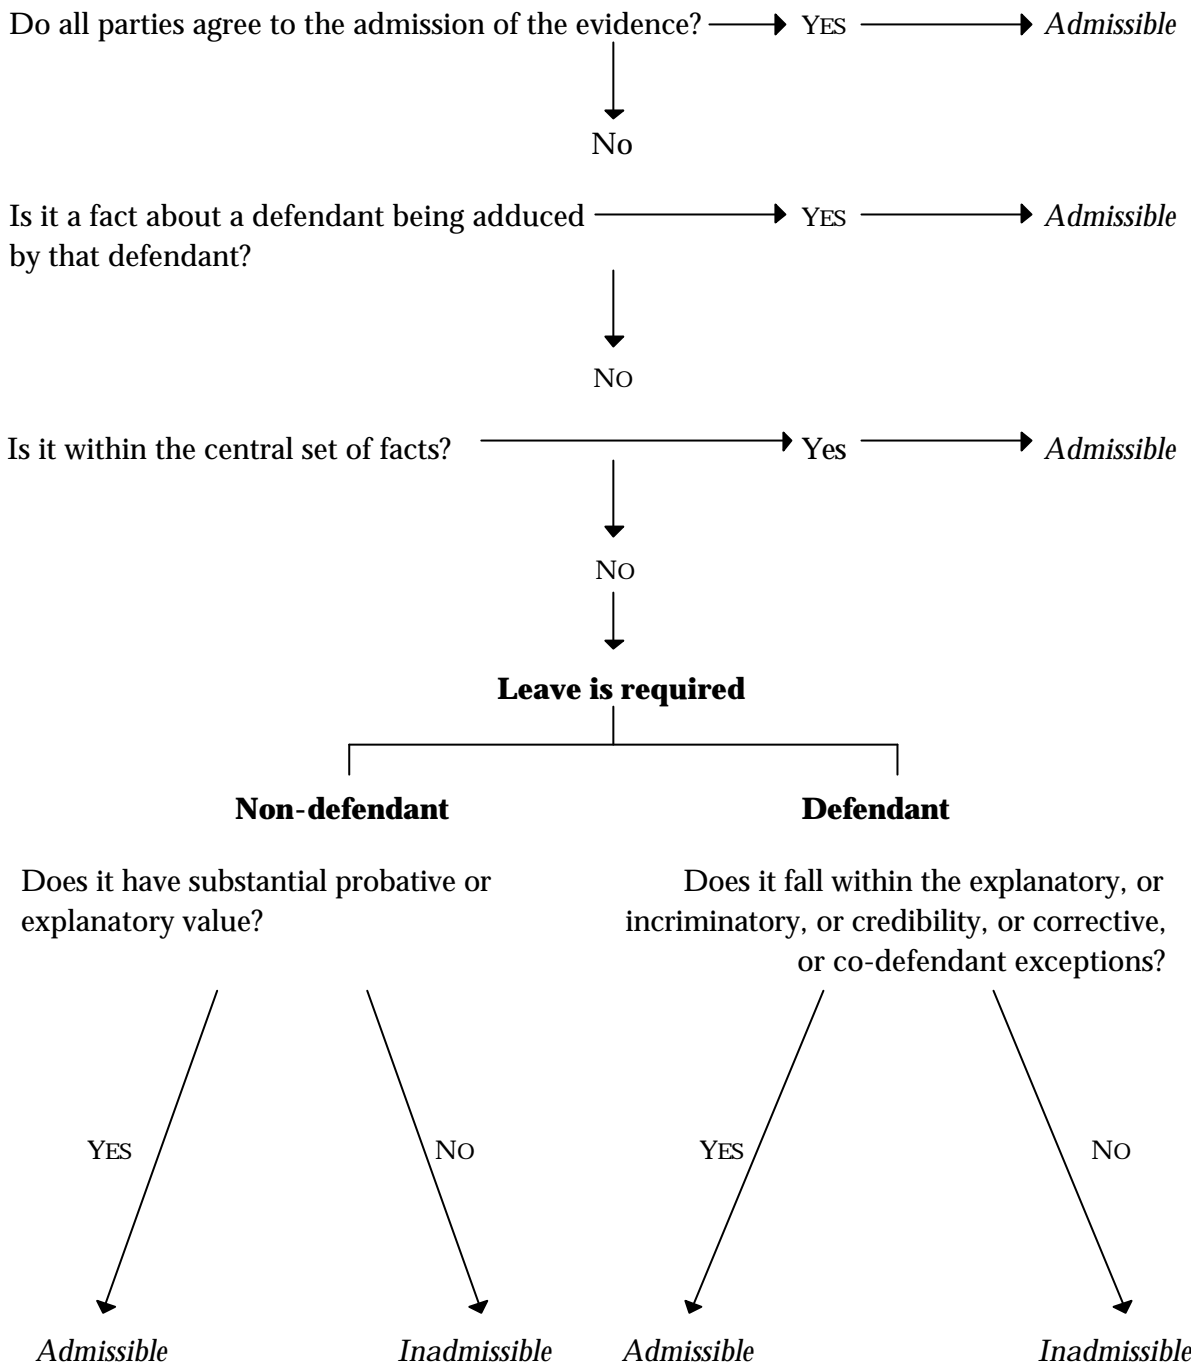 Do all parties agree to the admission of the evidence? YES Admissible
No
Is it a fact about a defendant being adduced YES Admissible
by that defendant?
NO
Is it within the central set of facts? Yes Admissible
NO
Leave is required
Non-defendant Defendant
Does it have substantial probative or Does it fall within the explanatory, or
explanatory value? incriminatory, or credibility, or corrective,
or co-defendant exceptions?
YES NO YES NO
Admissible Inadmissible Admissible Inadmissible